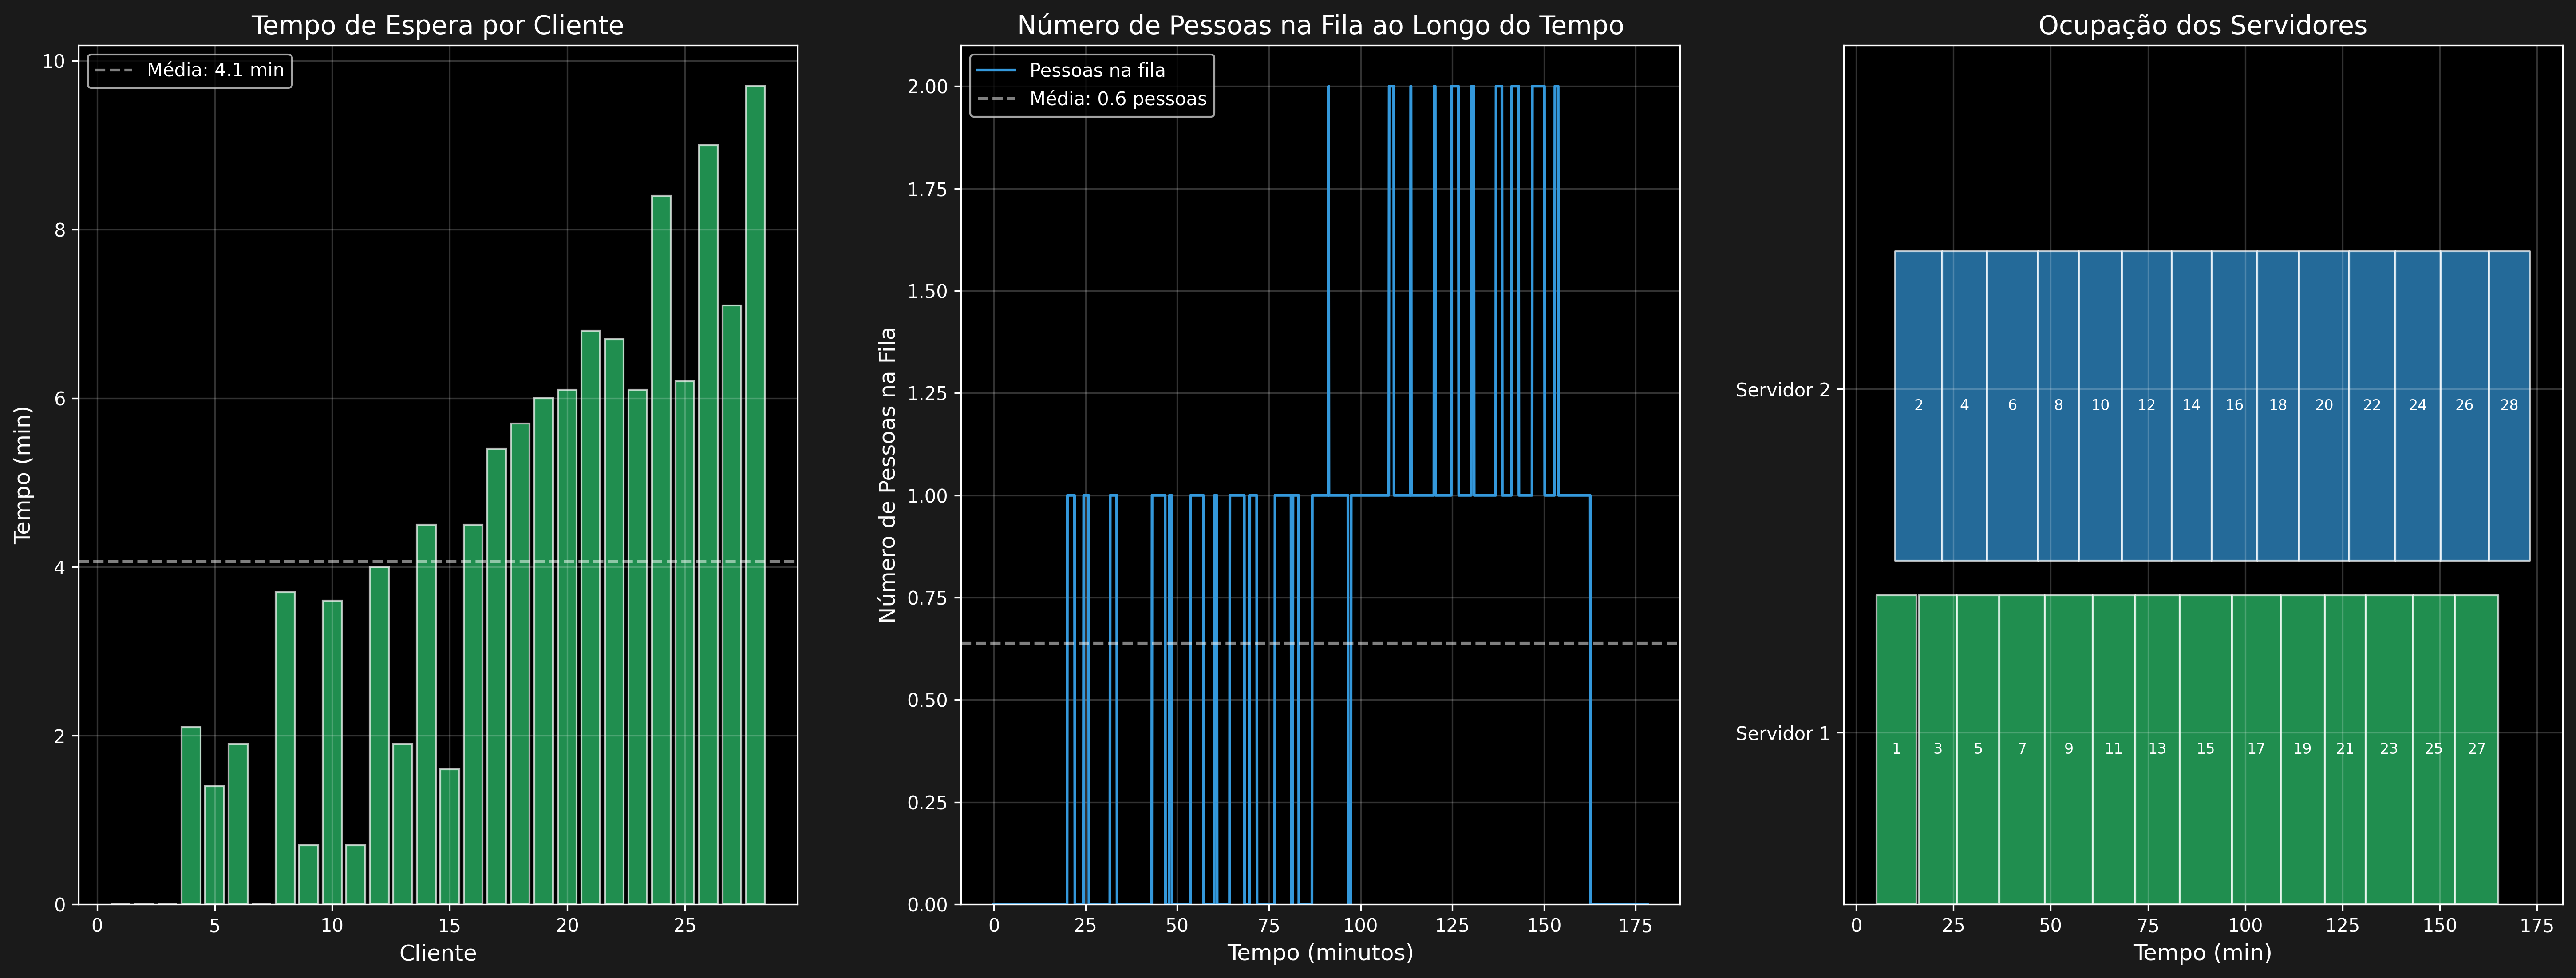 Tempo de Espera por Cliente
Média: 4.1 min
Tempo (min)
10
8
6
4
2
0
0 5 10 15 20 25
Cliente
Número de Pessoas na Fila ao Longo do Tempo
Pessoas na fila
Média: 0.6 pessoas
Número de Pessoas na Fila
2.00
1.75
1.50
1.25
1.00
0.75
0.50
0.25
0.00
0 25 50 75 100 125 150 175
Tempo (minutos)
Ocupação dos Servidores
Servidor 2
2 4 6 8 10 12 14 16 18 20 22 24 26 28
Servidor 1
1 3 5 7 9 11 13 15 17 19 21 23 25 27
0 25 50 75 100 125 150 175
Tempo (min)